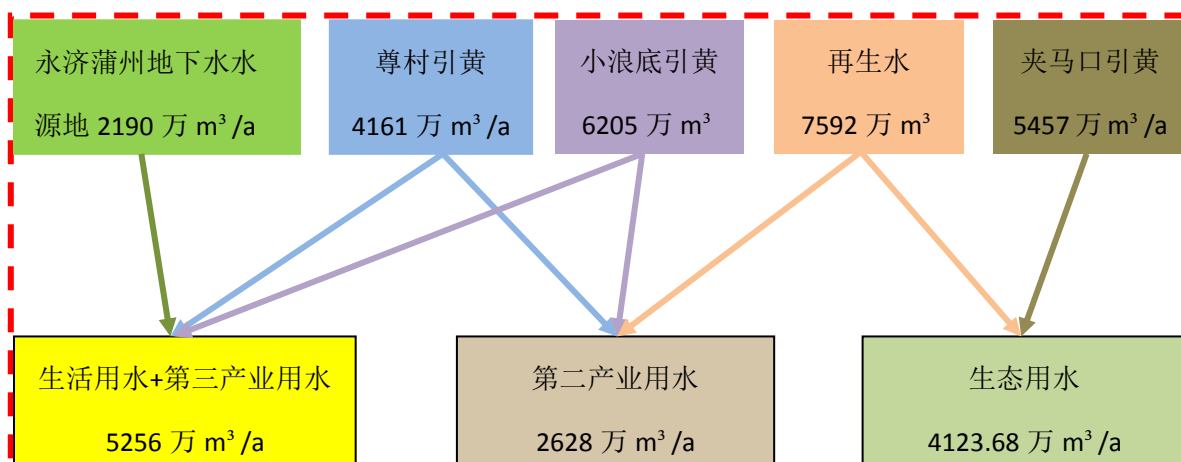 永济蒲州地下水水
源地 2190 万 m³ /a
尊村引黄
4161 万 m³ /a
小浪底引黄
6205 万 m³
再生水
7592 万 m³
夹马口引黄
5457 万 m³ /a
生活用水+第三产业用水
5256 万 m³ /a
第二产业用水
2628 万 m³ /a
生态用水
4123.68 万 m³ /a